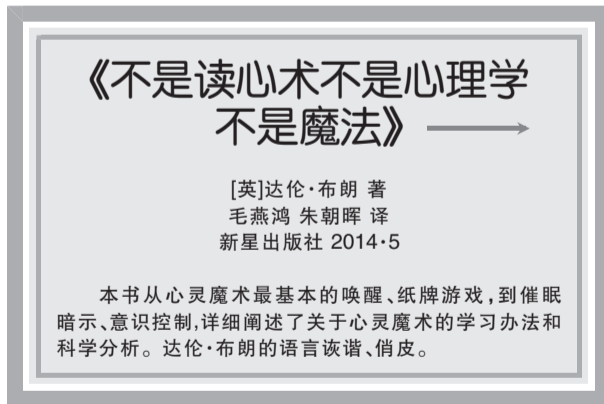 《不是读心术不是心理学
不是魔法》
[英]达伦·布朗 著
毛燕鸿 朱朝晖 译
新星出版社 2014·5
本书从心灵魔术最基本的唤醒、纸牌游戏,到催眠
暗示、意识控制,详细阐述了关于心灵魔术的学习办法和
科学分析。达伦·布朗的语言诙谐、俏皮。